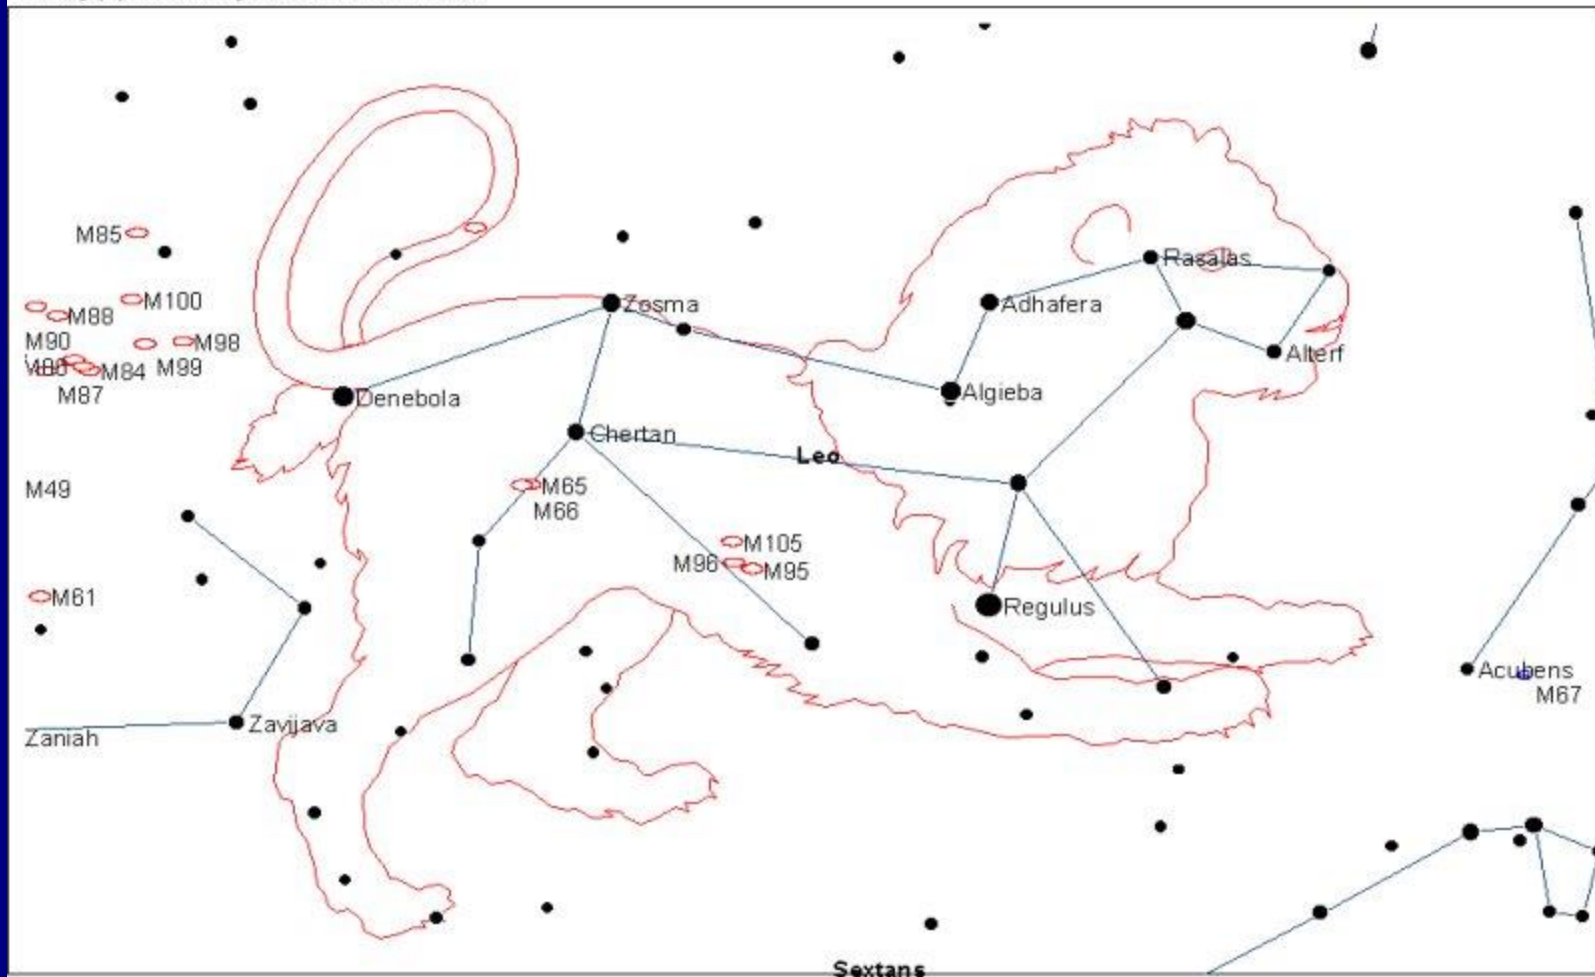 M85
Rasalas
M100
Zosma
Adhafera
M88
M90
M98
Alterf
M84
M99
M87
Denebola
Algieba
Chertan
Leo
M65
M49
M66
M105
M96
M95
M61
Regulus
Acubens
M67
Zavijava
Zaniah
Sextans